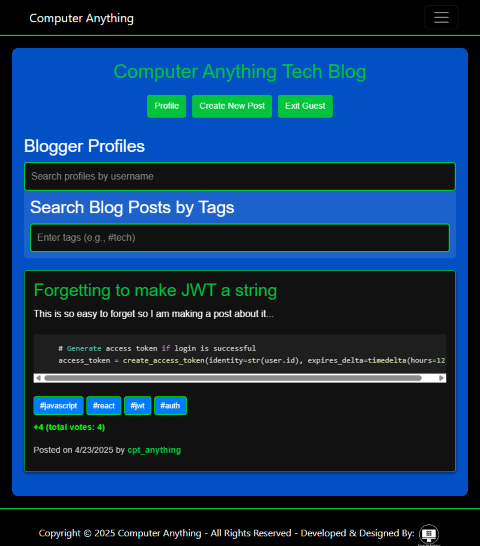 Computer Anything
Computer Anything Tech Blog
Profile Create New Post Exit Guest
Blogger Profiles
Search profiles by username
Search Blog Posts by Tags
Enter tags (e.g., #tech)
Forgetting to make JWT a string
This is so easy to forget so I am making a post about it...
# Generate access token if login is successful
access_token = create_access_token(identity=str(user.id), expires_delta=timedelta(hours=12
#javascript #react #jwt #auth
+4 (total votes: 4)
Posted on 4/23/2025 by cpt_anything
Copyright © 2025 Computer Anything - All Rights Reserved - Developed & Designed By: